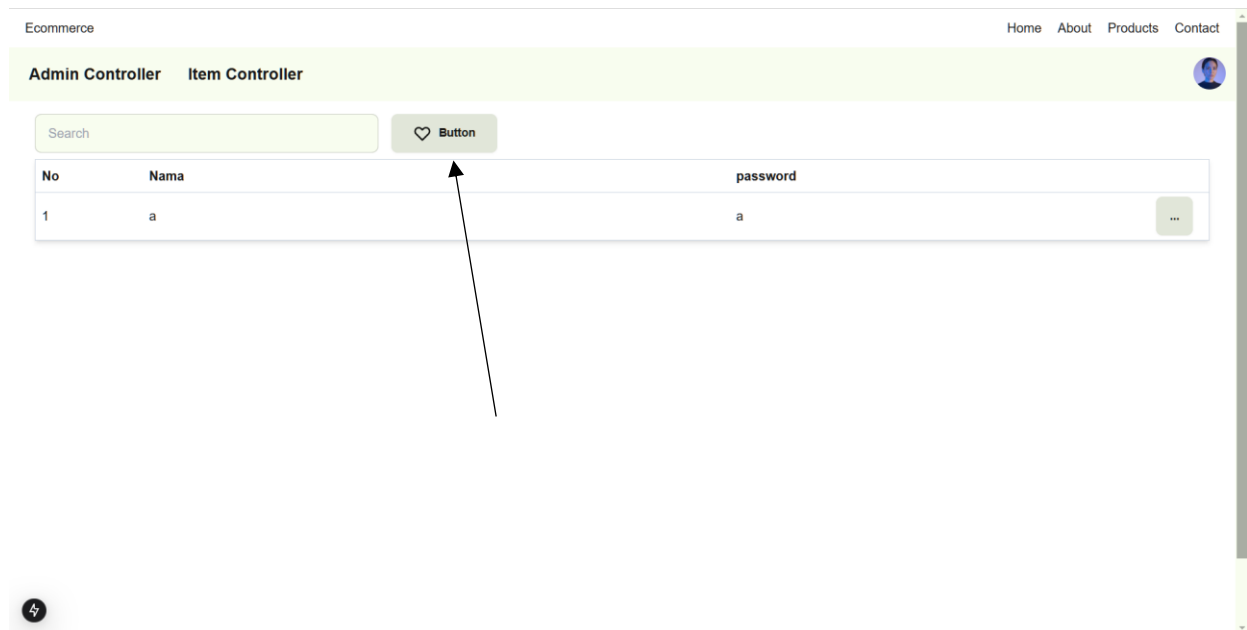 Ecommerce Home About Products Contact
Admin Controller Item Controller
Search Button
No Nama password
1 a a ...